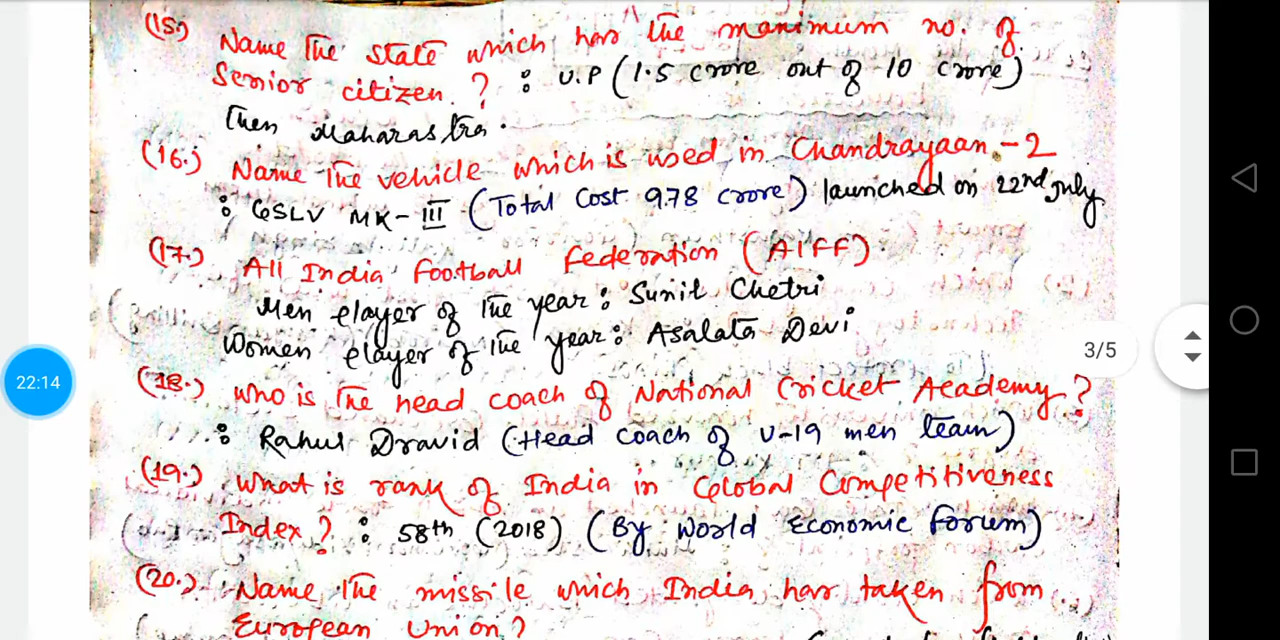 (15.) Name the state which has the manimum no. of
Senior citizen. ? : U.P (1.5 crore out of 10 crore)
then Maharastra.
(16.) Name the vehicle which is used in Chandrayaan-2
: GSLV MK-III (Total Cost 978 crore) launched on 22nd July
(17.) All India Football Federation (AIFF)
Men player of the year : Sunil Chetri
Women player of the year : Asalata Devi
3/5
22:14
(18.) Who is the head coach of National Cricket Academy ?
: Rahul Dravid (Head coach of U-19 men team)
(19.) What is rank of India in Global Competitiveness
Index ? : 58th (2018) (By World Economic Forum)
(20.) Name the missile which India has taken from
European Union ?